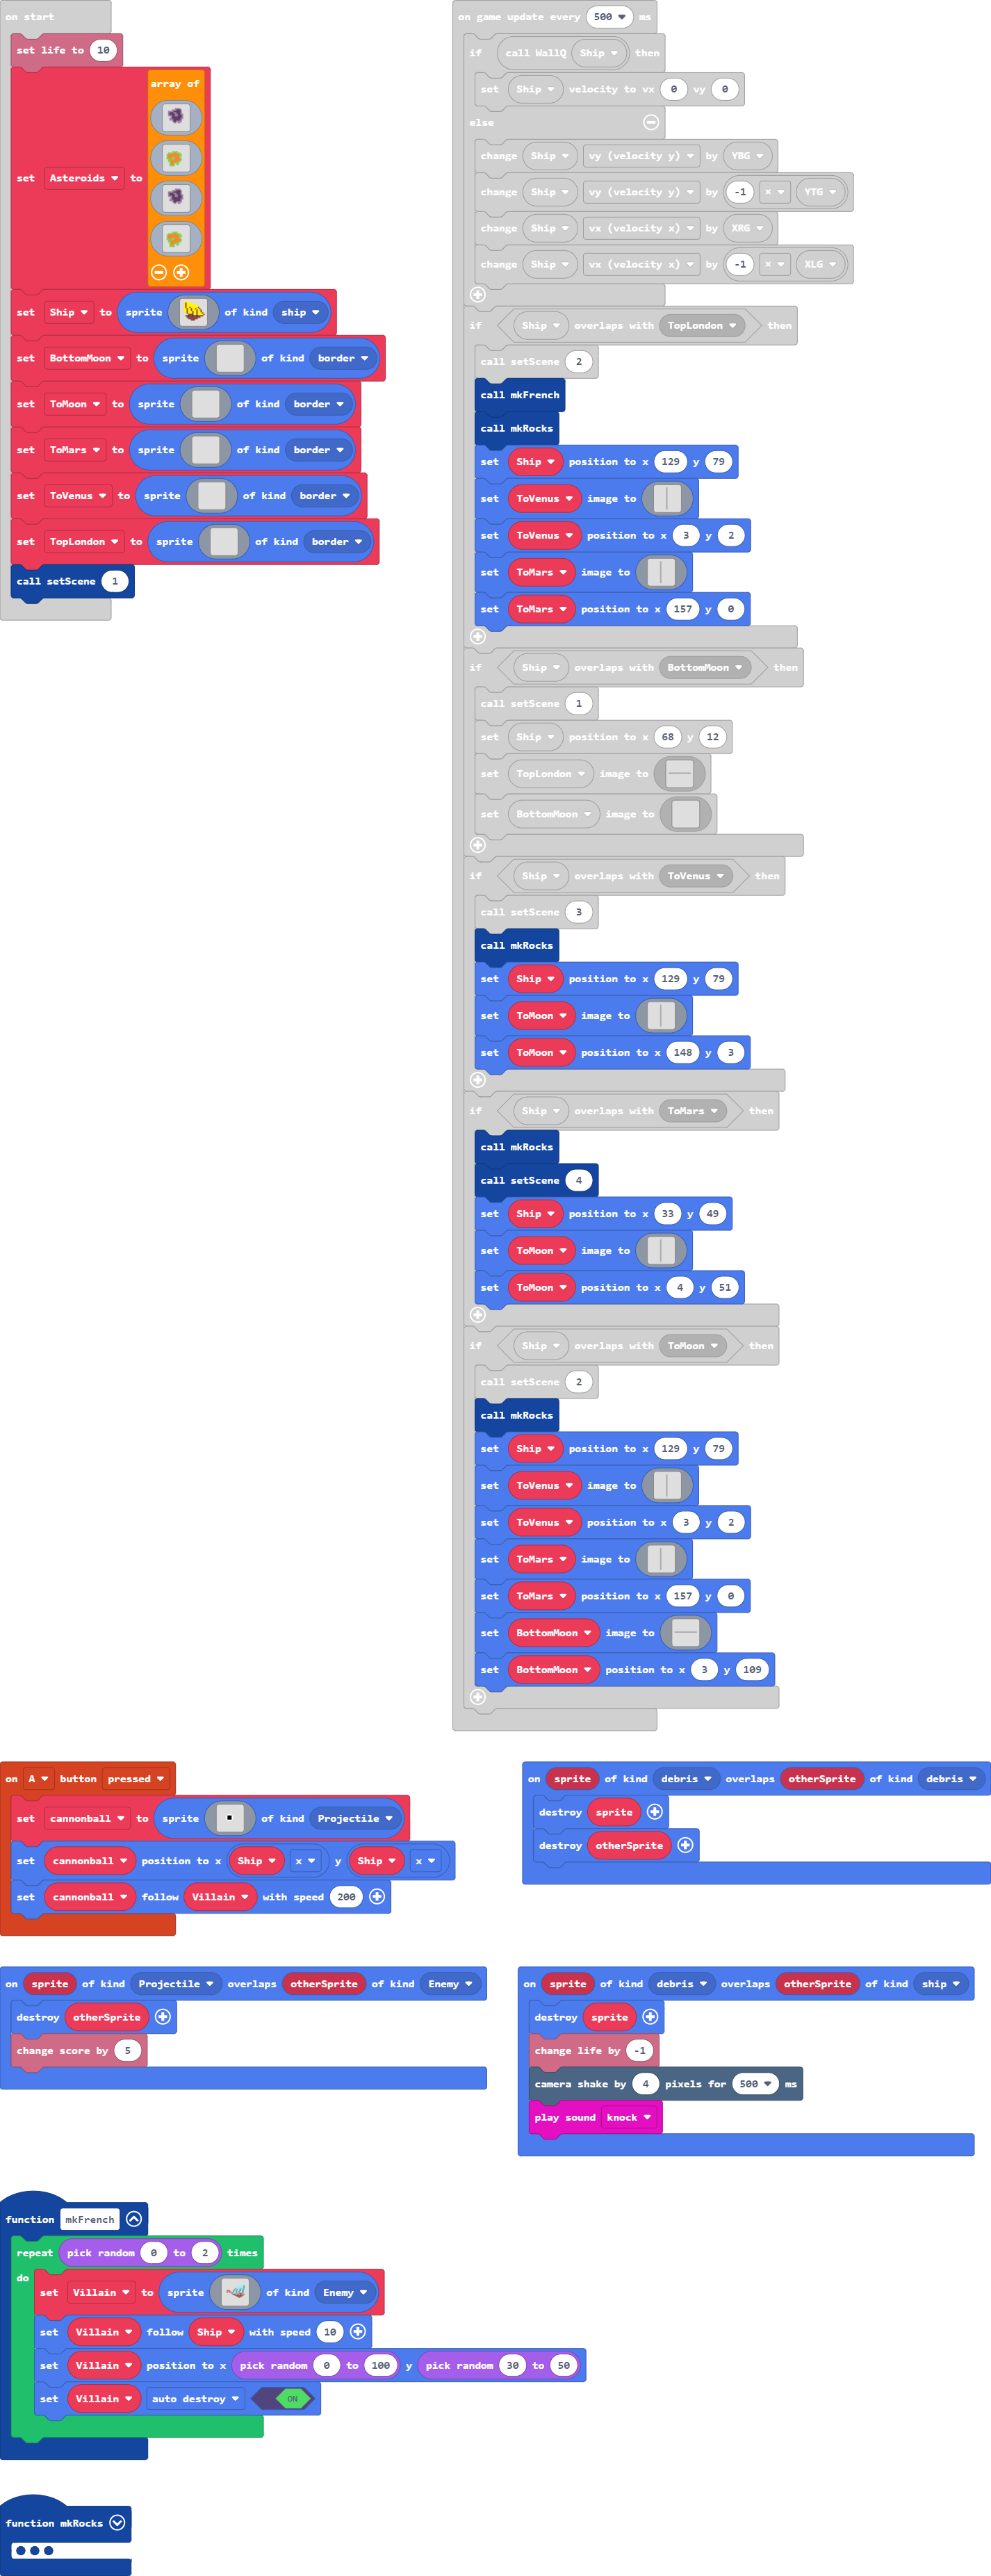 on start
set life to 10
array of
set Asteroids to
set Ship to sprite of kind ship
set BottomMoon to sprite of kind border
set ToMoon to sprite of kind border
set ToMars to sprite of kind border
set ToVenus to sprite of kind border
set TopLondon to sprite of kind border
call setScene 1
on game update every 500 ms
if call WallQ Ship then
set Ship velocity to vx 0 vy 0
else
change Ship vy (velocity y) by YBG
change Ship vy (velocity y) by -1 × YTG
change Ship vx (velocity x) by XRG
change Ship vx (velocity x) by -1 × XLG
if Ship overlaps with TopLondon then
call setScene 2
call mkFrench
call mkRocks
set Ship position to x 129 y 79
set ToVenus image to
set ToVenus position to x 3 y 2
set ToMars image to
set ToMars position to x 157 y 0
if Ship overlaps with BottomMoon then
call setScene 1
set Ship position to x 68 y 12
set TopLondon image to
set BottomMoon image to
if Ship overlaps with ToVenus then
call setScene 3
call mkRocks
set Ship position to x 129 y 79
set ToMoon image to
set ToMoon position to x 148 y 3
if Ship overlaps with ToMars then
call mkRocks
call setScene 4
set Ship position to x 33 y 49
set ToMoon image to
set ToMoon position to x 4 y 51
if Ship overlaps with ToMoon then
call setScene 2
call mkRocks
set Ship position to x 129 y 79
set ToVenus image to
set ToVenus position to x 3 y 2
set ToMars image to
set ToMars position to x 157 y 0
set BottomMoon image to
set BottomMoon position to x 3 y 109
on A button pressed
set cannonball to sprite of kind Projectile
set cannonball position to x Ship x y Ship x
set cannonball follow Villain with speed 200
on sprite of kind debris overlaps otherSprite of kind debris
destroy sprite
destroy otherSprite
on sprite of kind Projectile overlaps otherSprite of kind Enemy
destroy otherSprite
change score by 5
on sprite of kind debris overlaps otherSprite of kind ship
destroy sprite
change life by -1
camera shake by 4 pixels for 500 ms
play sound knock
function mkFrench
repeat pick random 0 to 2 times
do
set Villain to sprite of kind Enemy
set Villain follow Ship with speed 10
set Villain position to x pick random 0 to 100 y pick random 30 to 50
set Villain auto destroy ON
function mkRocks